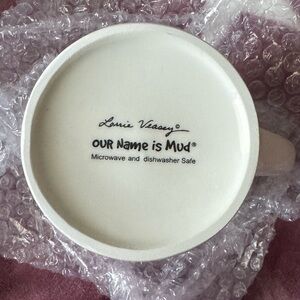 Lorrie Veasey®
OUR Name is Mud®
Microwave and dishwasher Safe